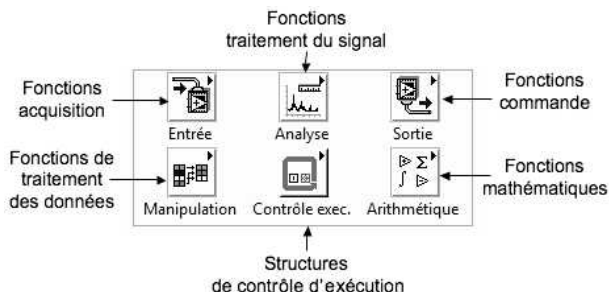 Fonctions
traitement du signal
Fonctions
acquisition
Fonctions
commande
Entrée
Analyse
Sortie
Fonctions de
traitement
des données
Fonctions
mathématiques
Manipulation
Contrôle exec.
Arithmétique
Structures
de contrôle d'exécution